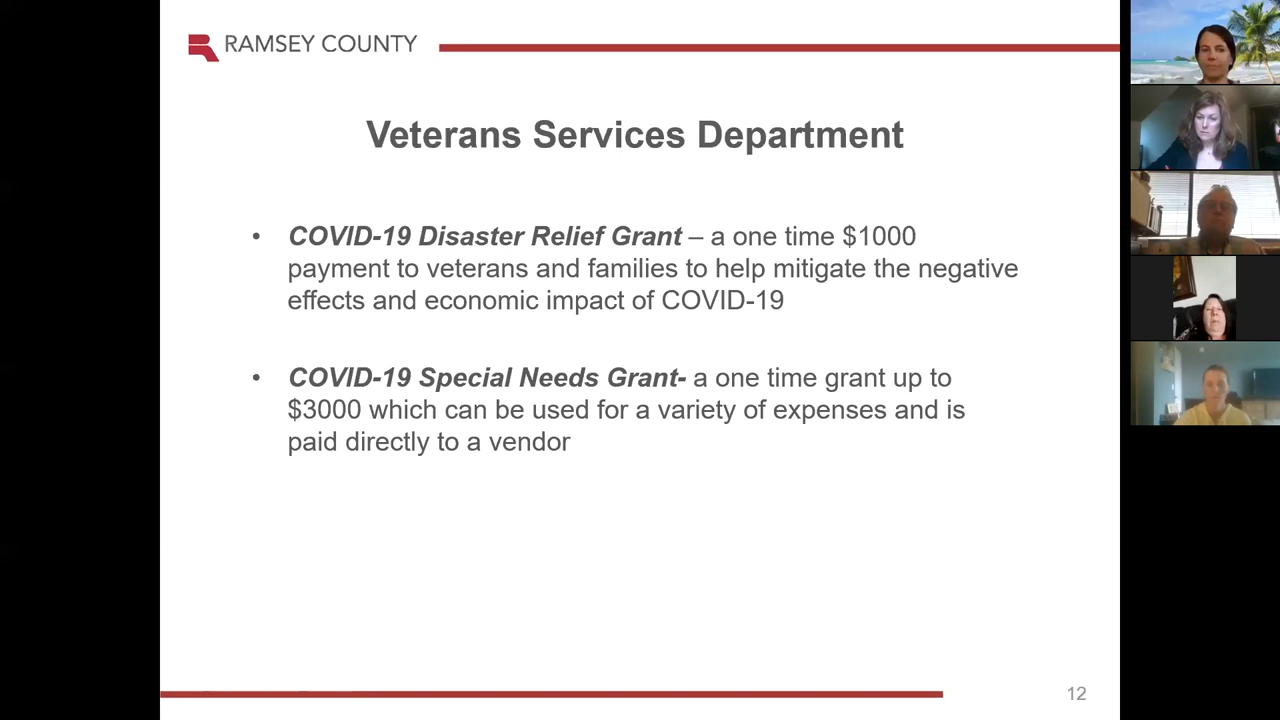 RAMSEY COUNTY
Veterans Services Department
• COVID-19 Disaster Relief Grant – a one time $1000
payment to veterans and families to help mitigate the negative
effects and economic impact of COVID-19
• COVID-19 Special Needs Grant- a one time grant up to
$3000 which can be used for a variety of expenses and is
paid directly to a vendor
12